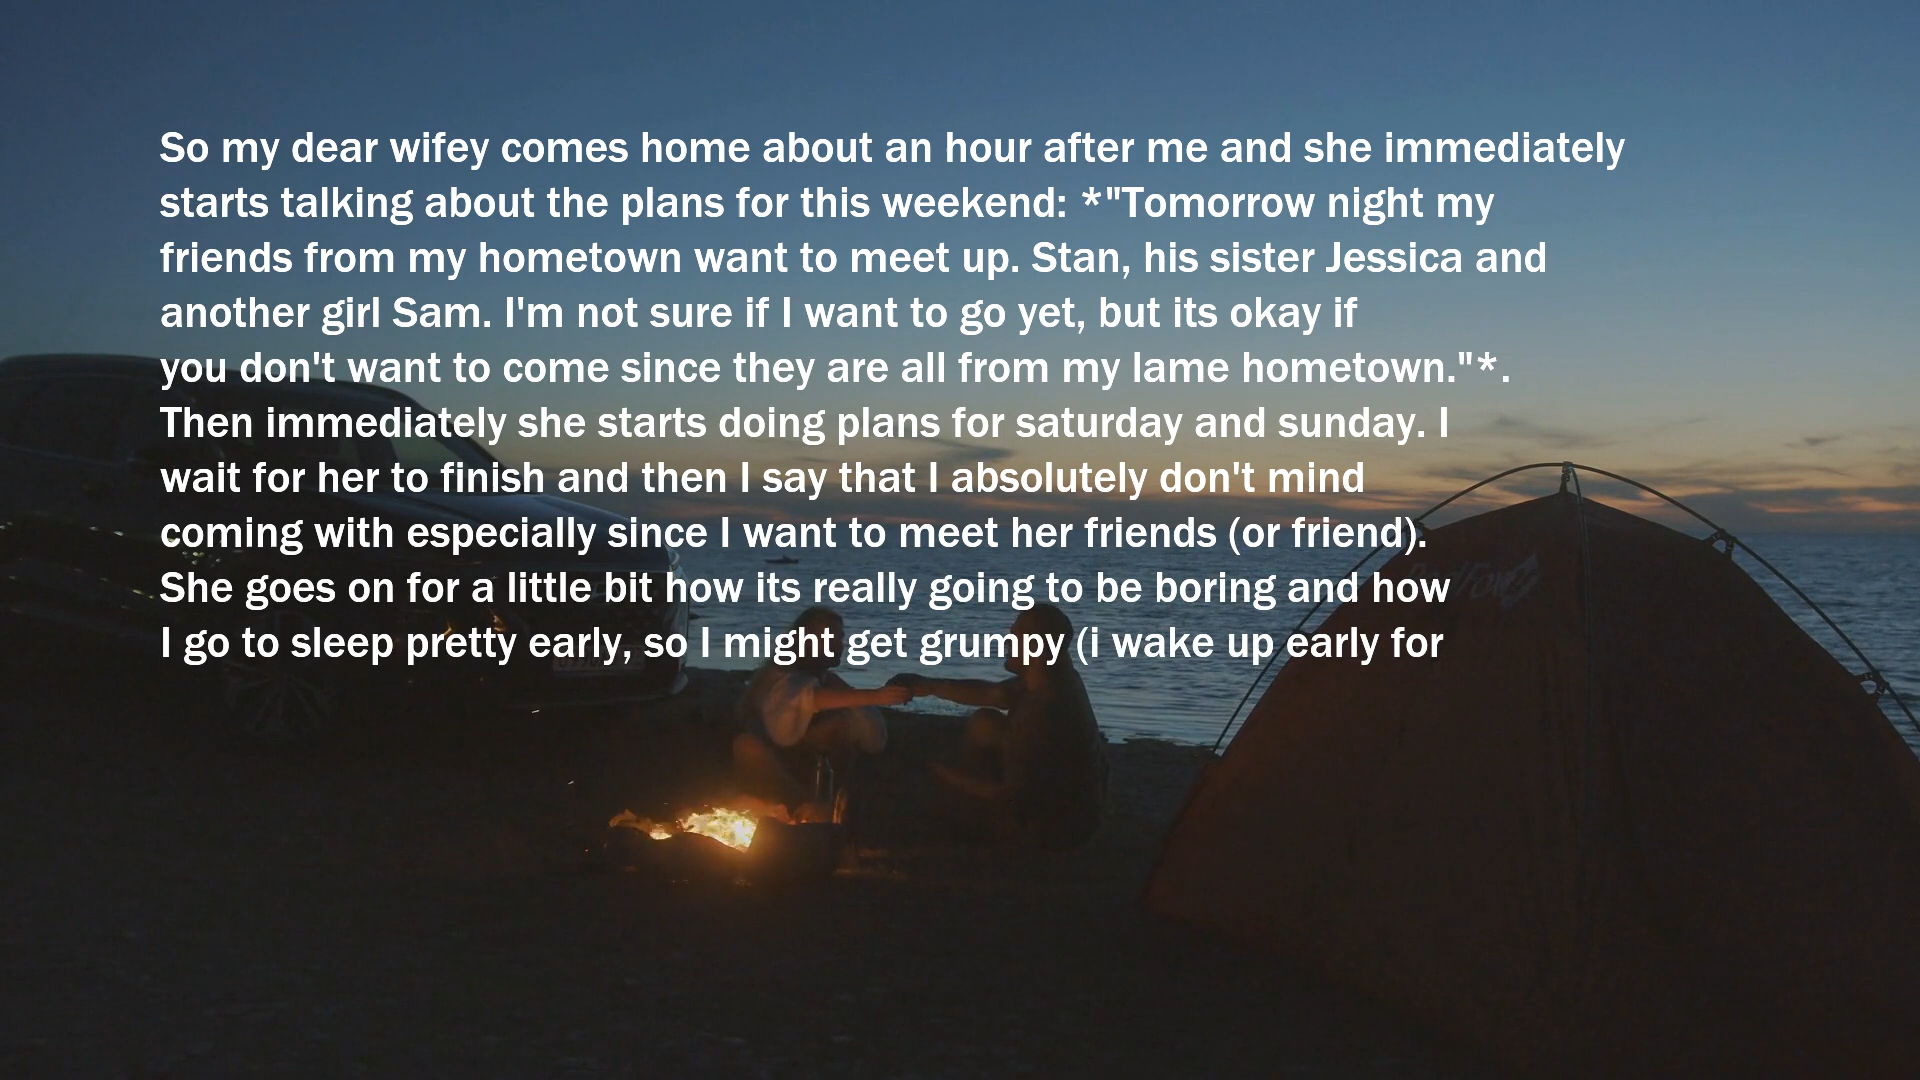 So my dear wifey comes home about an hour after me and she immediately
starts talking about the plans for this weekend: *"Tomorrow night my
friends from my hometown want to meet up. Stan, his sister Jessica and
another girl Sam. I'm not sure if I want to go yet, but its okay if
you don't want to come since they are all from my lame hometown."*.
Then immediately she starts doing plans for saturday and sunday. I
wait for her to finish and then I say that I absolutely don't mind
coming with especially since I want to meet her friends (or friend).
She goes on for a little bit how its really going to be boring and how
I go to sleep pretty early, so I might get grumpy (i wake up early for